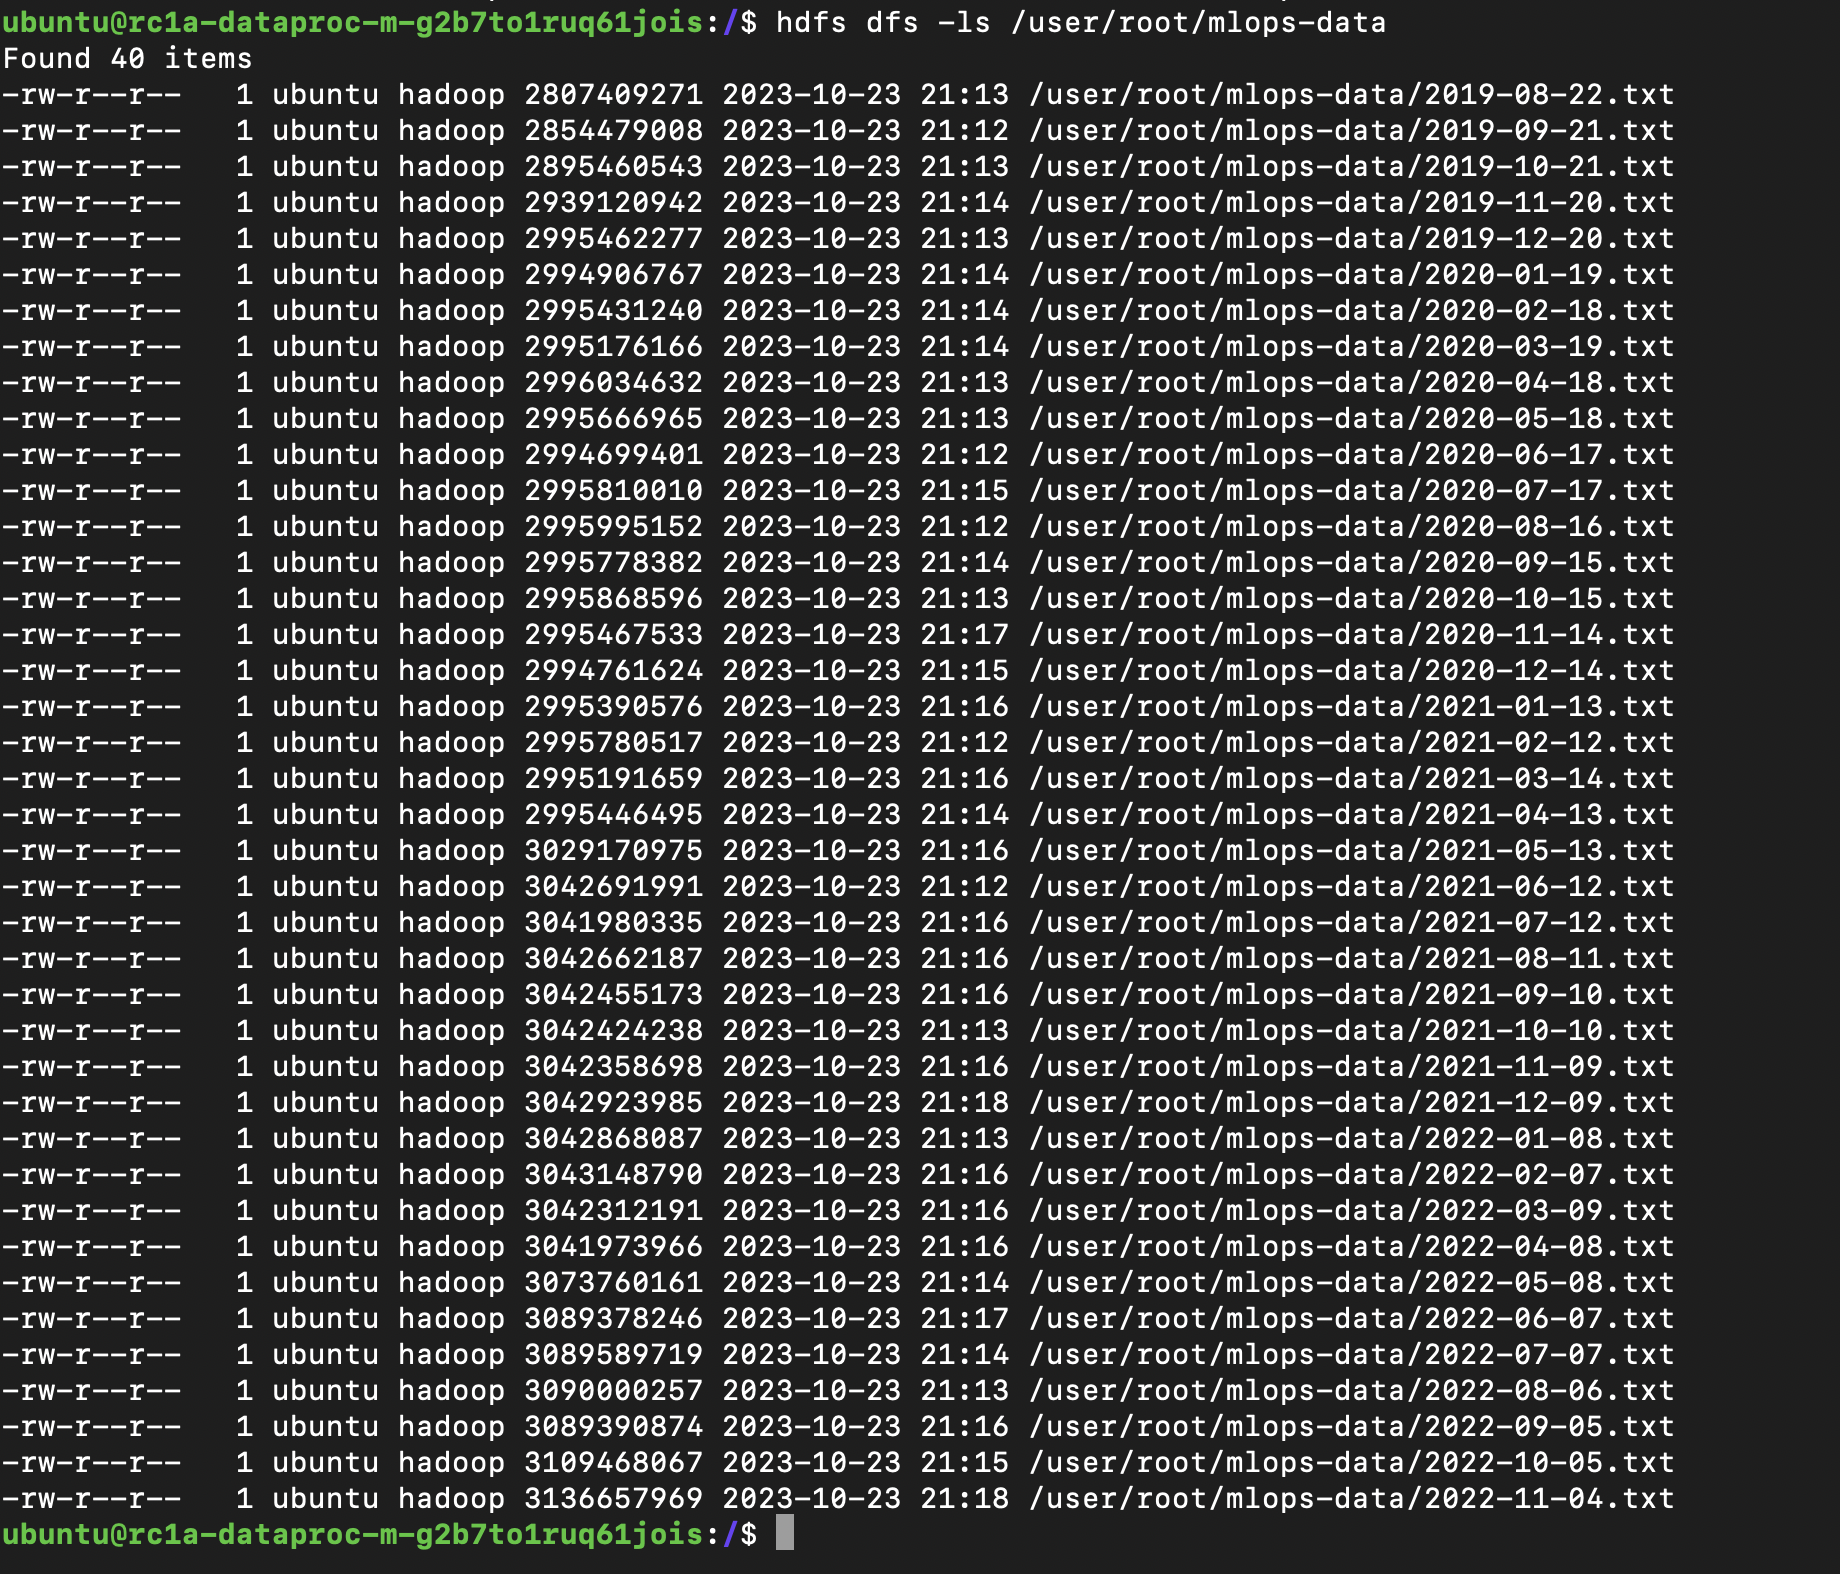 ubuntu@rc1a-dataproc-m-g2b7to1ruq61jois:/$ hdfs dfs -ls /user/root/mlops-data
Found 40 items
-rw-r--r--   1 ubuntu hadoop 2807409271 2023-10-23 21:13 /user/root/mlops-data/2019-08-22.txt
-rw-r--r--   1 ubuntu hadoop 2854479008 2023-10-23 21:12 /user/root/mlops-data/2019-09-21.txt
-rw-r--r--   1 ubuntu hadoop 2895460543 2023-10-23 21:13 /user/root/mlops-data/2019-10-21.txt
-rw-r--r--   1 ubuntu hadoop 2939120942 2023-10-23 21:14 /user/root/mlops-data/2019-11-20.txt
-rw-r--r--   1 ubuntu hadoop 2995462277 2023-10-23 21:13 /user/root/mlops-data/2019-12-20.txt
-rw-r--r--   1 ubuntu hadoop 2994906767 2023-10-23 21:14 /user/root/mlops-data/2020-01-19.txt
-rw-r--r--   1 ubuntu hadoop 2995431240 2023-10-23 21:14 /user/root/mlops-data/2020-02-18.txt
-rw-r--r--   1 ubuntu hadoop 2995176166 2023-10-23 21:14 /user/root/mlops-data/2020-03-19.txt
-rw-r--r--   1 ubuntu hadoop 2996034632 2023-10-23 21:13 /user/root/mlops-data/2020-04-18.txt
-rw-r--r--   1 ubuntu hadoop 2995666965 2023-10-23 21:13 /user/root/mlops-data/2020-05-18.txt
-rw-r--r--   1 ubuntu hadoop 2994699401 2023-10-23 21:12 /user/root/mlops-data/2020-06-17.txt
-rw-r--r--   1 ubuntu hadoop 2995810010 2023-10-23 21:15 /user/root/mlops-data/2020-07-17.txt
-rw-r--r--   1 ubuntu hadoop 2995995152 2023-10-23 21:12 /user/root/mlops-data/2020-08-16.txt
-rw-r--r--   1 ubuntu hadoop 2995778382 2023-10-23 21:14 /user/root/mlops-data/2020-09-15.txt
-rw-r--r--   1 ubuntu hadoop 2995868596 2023-10-23 21:13 /user/root/mlops-data/2020-10-15.txt
-rw-r--r--   1 ubuntu hadoop 2995467533 2023-10-23 21:17 /user/root/mlops-data/2020-11-14.txt
-rw-r--r--   1 ubuntu hadoop 2994761624 2023-10-23 21:15 /user/root/mlops-data/2020-12-14.txt
-rw-r--r--   1 ubuntu hadoop 2995390576 2023-10-23 21:16 /user/root/mlops-data/2021-01-13.txt
-rw-r--r--   1 ubuntu hadoop 2995780517 2023-10-23 21:12 /user/root/mlops-data/2021-02-12.txt
-rw-r--r--   1 ubuntu hadoop 2995191659 2023-10-23 21:16 /user/root/mlops-data/2021-03-14.txt
-rw-r--r--   1 ubuntu hadoop 2995446495 2023-10-23 21:14 /user/root/mlops-data/2021-04-13.txt
-rw-r--r--   1 ubuntu hadoop 3029170975 2023-10-23 21:16 /user/root/mlops-data/2021-05-13.txt
-rw-r--r--   1 ubuntu hadoop 3042691991 2023-10-23 21:12 /user/root/mlops-data/2021-06-12.txt
-rw-r--r--   1 ubuntu hadoop 3041980335 2023-10-23 21:16 /user/root/mlops-data/2021-07-12.txt
-rw-r--r--   1 ubuntu hadoop 3042662187 2023-10-23 21:16 /user/root/mlops-data/2021-08-11.txt
-rw-r--r--   1 ubuntu hadoop 3042455173 2023-10-23 21:16 /user/root/mlops-data/2021-09-10.txt
-rw-r--r--   1 ubuntu hadoop 3042424238 2023-10-23 21:13 /user/root/mlops-data/2021-10-10.txt
-rw-r--r--   1 ubuntu hadoop 3042358698 2023-10-23 21:16 /user/root/mlops-data/2021-11-09.txt
-rw-r--r--   1 ubuntu hadoop 3042923985 2023-10-23 21:18 /user/root/mlops-data/2021-12-09.txt
-rw-r--r--   1 ubuntu hadoop 3042868087 2023-10-23 21:13 /user/root/mlops-data/2022-01-08.txt
-rw-r--r--   1 ubuntu hadoop 3043148790 2023-10-23 21:16 /user/root/mlops-data/2022-02-07.txt
-rw-r--r--   1 ubuntu hadoop 3042312191 2023-10-23 21:16 /user/root/mlops-data/2022-03-09.txt
-rw-r--r--   1 ubuntu hadoop 3041973966 2023-10-23 21:16 /user/root/mlops-data/2022-04-08.txt
-rw-r--r--   1 ubuntu hadoop 3073760161 2023-10-23 21:14 /user/root/mlops-data/2022-05-08.txt
-rw-r--r--   1 ubuntu hadoop 3089378246 2023-10-23 21:17 /user/root/mlops-data/2022-06-07.txt
-rw-r--r--   1 ubuntu hadoop 3089589719 2023-10-23 21:14 /user/root/mlops-data/2022-07-07.txt
-rw-r--r--   1 ubuntu hadoop 3090000257 2023-10-23 21:13 /user/root/mlops-data/2022-08-06.txt
-rw-r--r--   1 ubuntu hadoop 3089390874 2023-10-23 21:16 /user/root/mlops-data/2022-09-05.txt
-rw-r--r--   1 ubuntu hadoop 3109468067 2023-10-23 21:15 /user/root/mlops-data/2022-10-05.txt
-rw-r--r--   1 ubuntu hadoop 3136657969 2023-10-23 21:18 /user/root/mlops-data/2022-11-04.txt
ubuntu@rc1a-dataproc-m-g2b7to1ruq61jois:/$